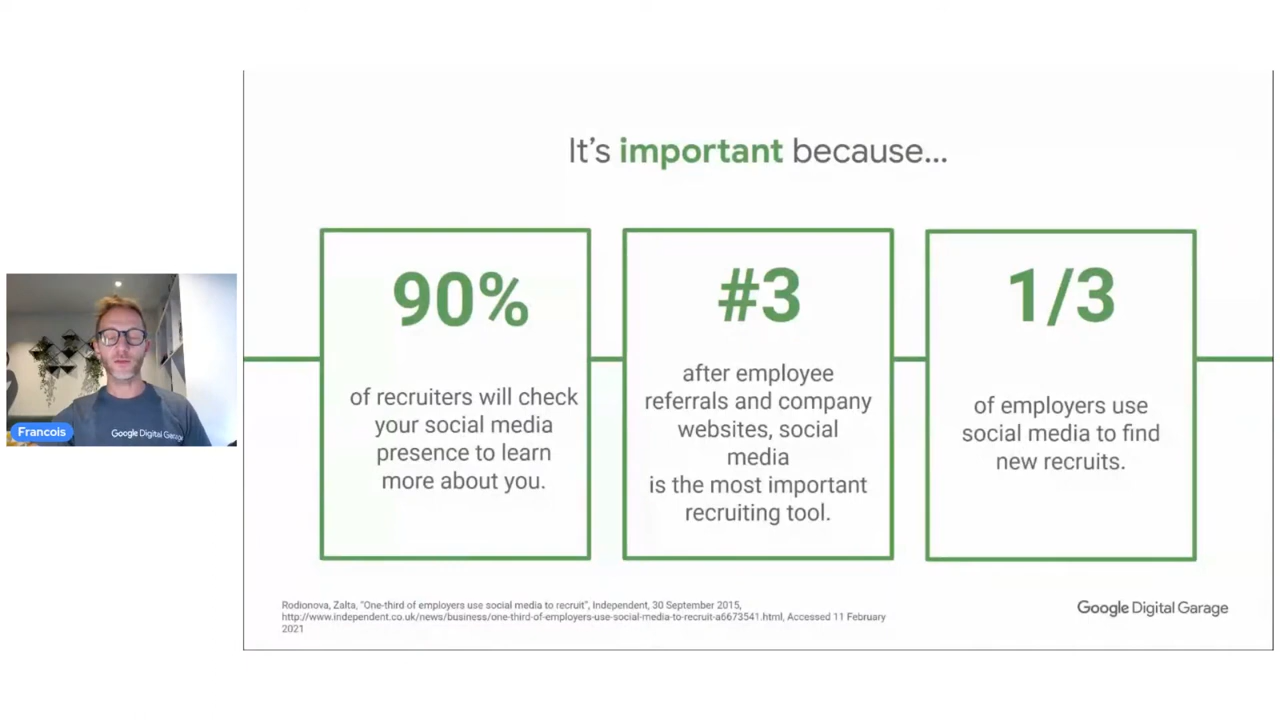 It's important because...
90%
of recruiters will check
your social media
presence to learn
more about you.
#3
after employee
referrals and company
websites, social
media
is the most important
recruiting tool.
1/3
of employers use
social media to find
new recruits.
Francois
Google Digital Garage
Rodionova, Zalta, "One-third of employers use social media to recruit", Independent, 30 September 2015,
http://www.independent.co.uk/news/business/one-third-of-employers-use-social-media-to-recruit-a6673541.html, Accessed 11 February
2021
Google Digital Garage